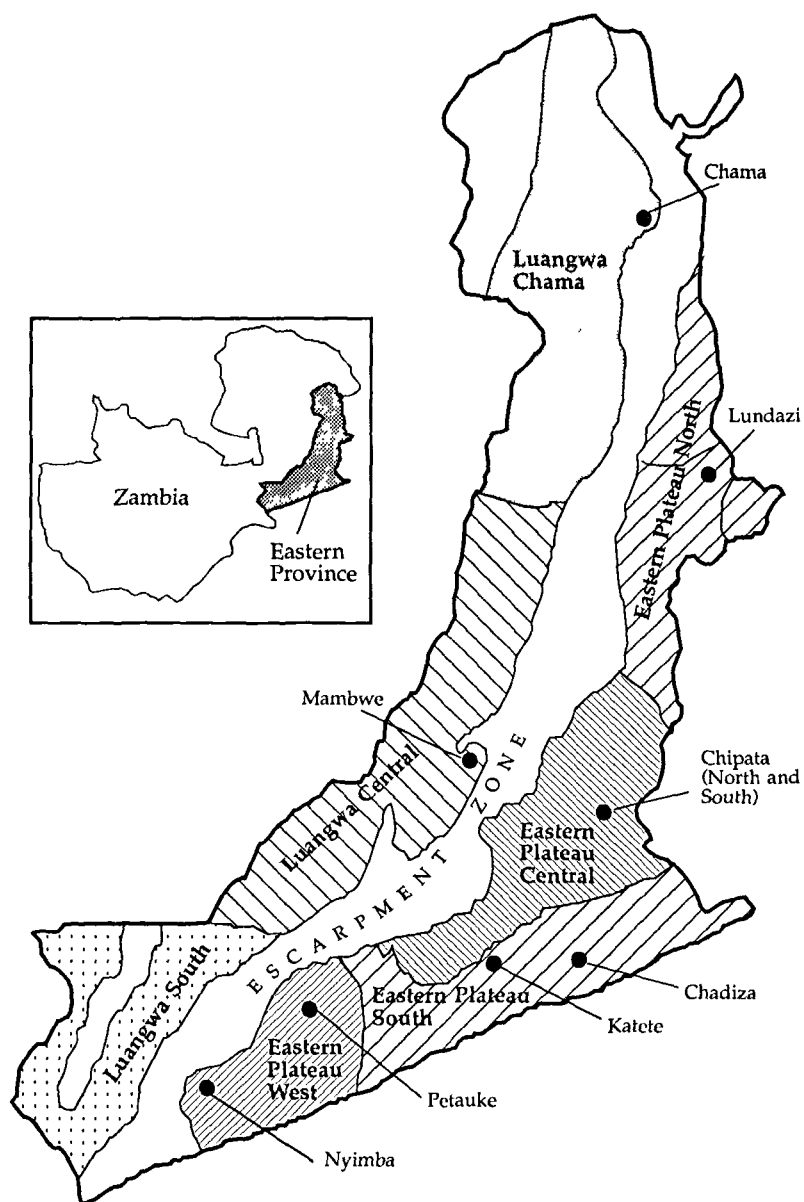 Chama
Luangwa
Chama
Zambia
Eastern
Province
Lundazi
Eastern Plateau North
Mambwe
Chipata
(North and
South)
Luangwa Central
ESCARPMENT ZONE
Eastern
Plateau
Central
Luangwa South
Eastern Plateau
South
Chadiza
Katete
Eastern
Plateau
West
Petauke
Nyimba